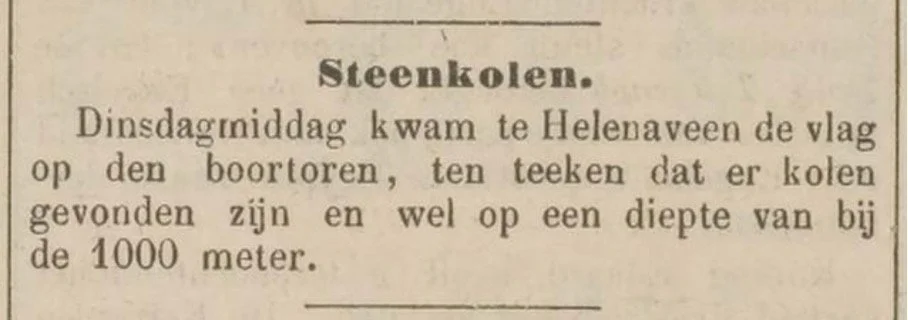 Steenkolen.
Dinsdagmiddag kwam te Helenaveen de vlag
op den boortoren, ten teeken dat er kolen
gevonden zijn en wel op een diepte van bij
de 1000 meter.